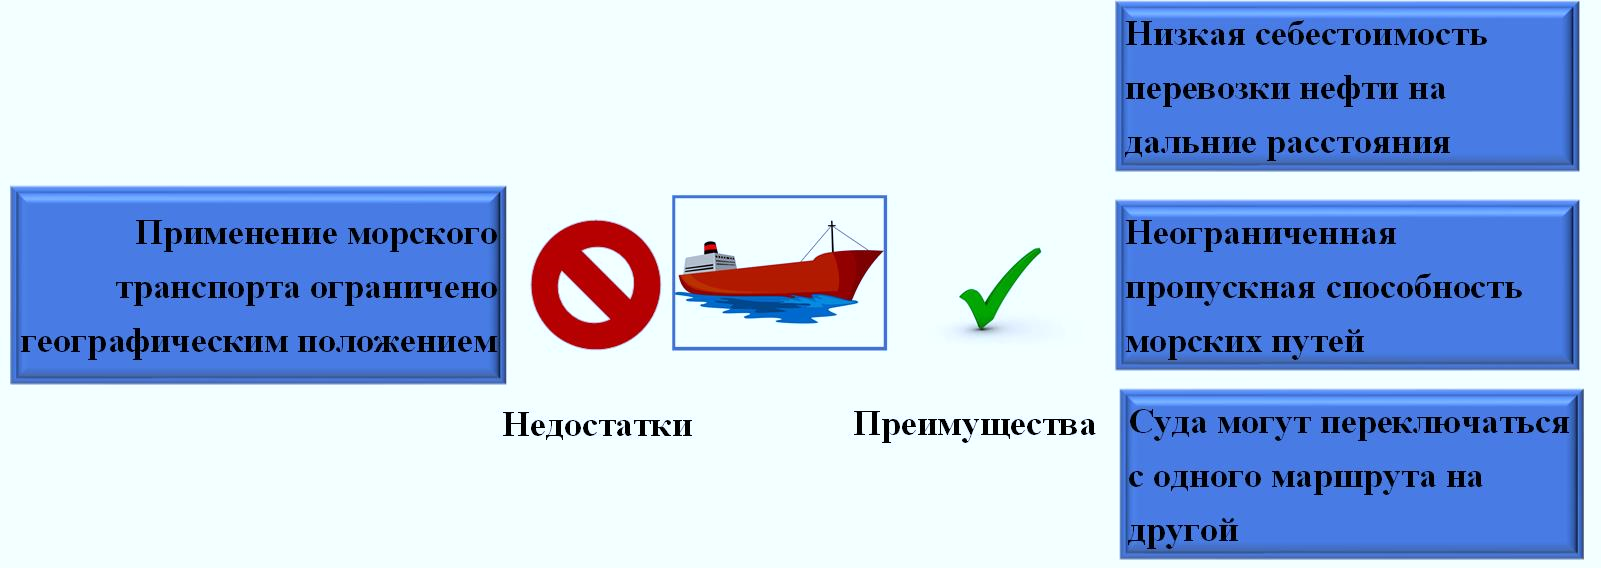 Применение морского
транспорта ограничено
географическим положением
Недостатки
Преимущества
Низкая себестоимость
перевозки нефти на
дальние расстояния
Неограниченная
пропускная способность
морских путей
Суда могут переключаться
с одного маршрута на
другой